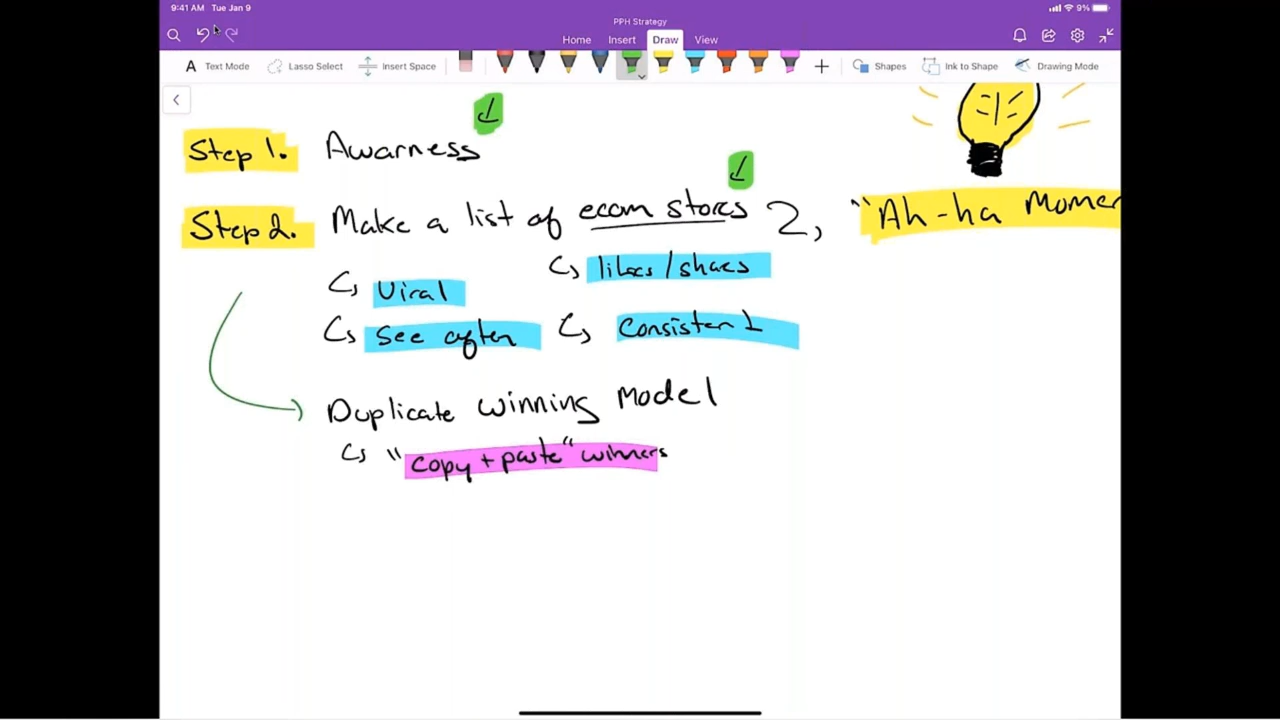 9:41 AM Tue Jan 9
9%
PPH Strategy
Home Insert Draw View
Text Mode Lasso Select Insert Space Shapes Ink to Shape Drawing Mode
Step 1. Awarness
Step 2. Make a list of ecom stores 2, "Ah-ha Momen
Viral likes/shares
See often Consistent
Duplicate winning Model
"copy + paste" winners